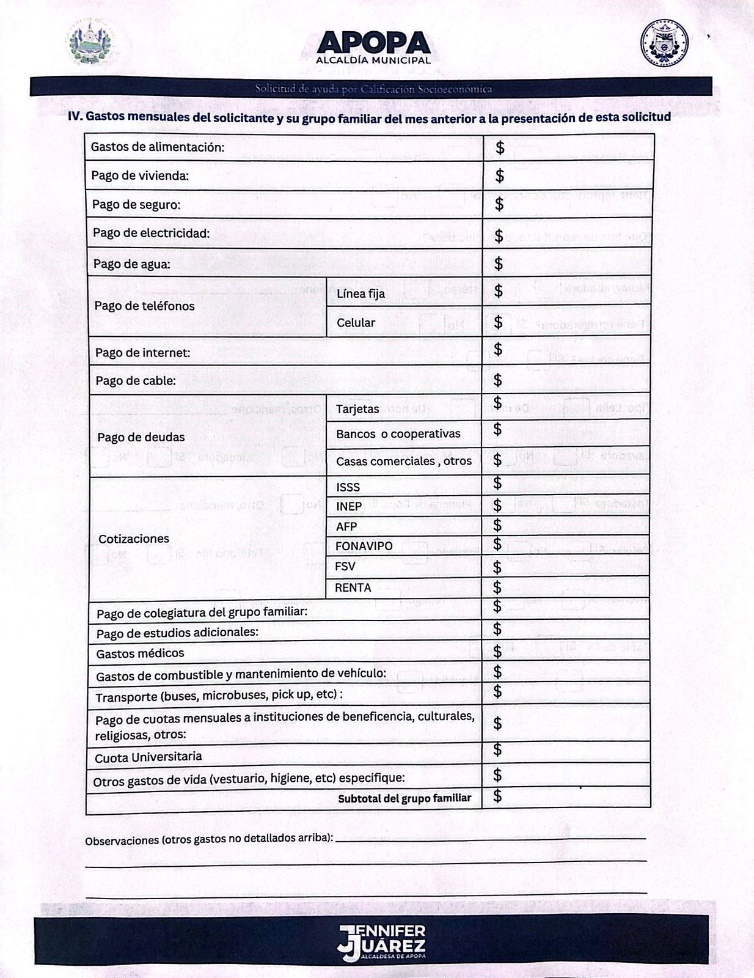 APOPA
ALCALDÍA MUNICIPAL
Solicitud de ayuda por Calificación Socioeconómica
IV. Gastos mensuales del solicitante y su grupo familiar del mes anterior a la presentación de esta solicitud
Gastos de alimentación: $
Pago de vivienda: $
Pago de seguro: $
Pago de electricidad: $
Pago de agua: $
Pago de teléfonos
Línea fija $
Celular $
Pago de internet: $
Pago de cable: $
Pago de deudas
Tarjetas $
Bancos o cooperativas $
Casas comerciales , otros $
Cotizaciones
ISSS $
INEP $
AFP $
FONAVIPO $
FSV $
RENTA $
Pago de colegiatura del grupo familiar: $
Pago de estudios adicionales: $
Gastos médicos $
Gastos de combustible y mantenimiento de vehículo: $
Transporte (buses, microbuses, pick up, etc) : $
Pago de cuotas mensuales a instituciones de beneficencia, culturales,
religiosas, otros: $
Cuota Universitaria $
Otros gastos de vida (vestuario, higiene, etc) especifique: $
Subtotal del grupo familiar $
Observaciones (otros gastos no detallados arriba):
JENNIFER
JUÁREZ
ALCALDESA DE APOPA